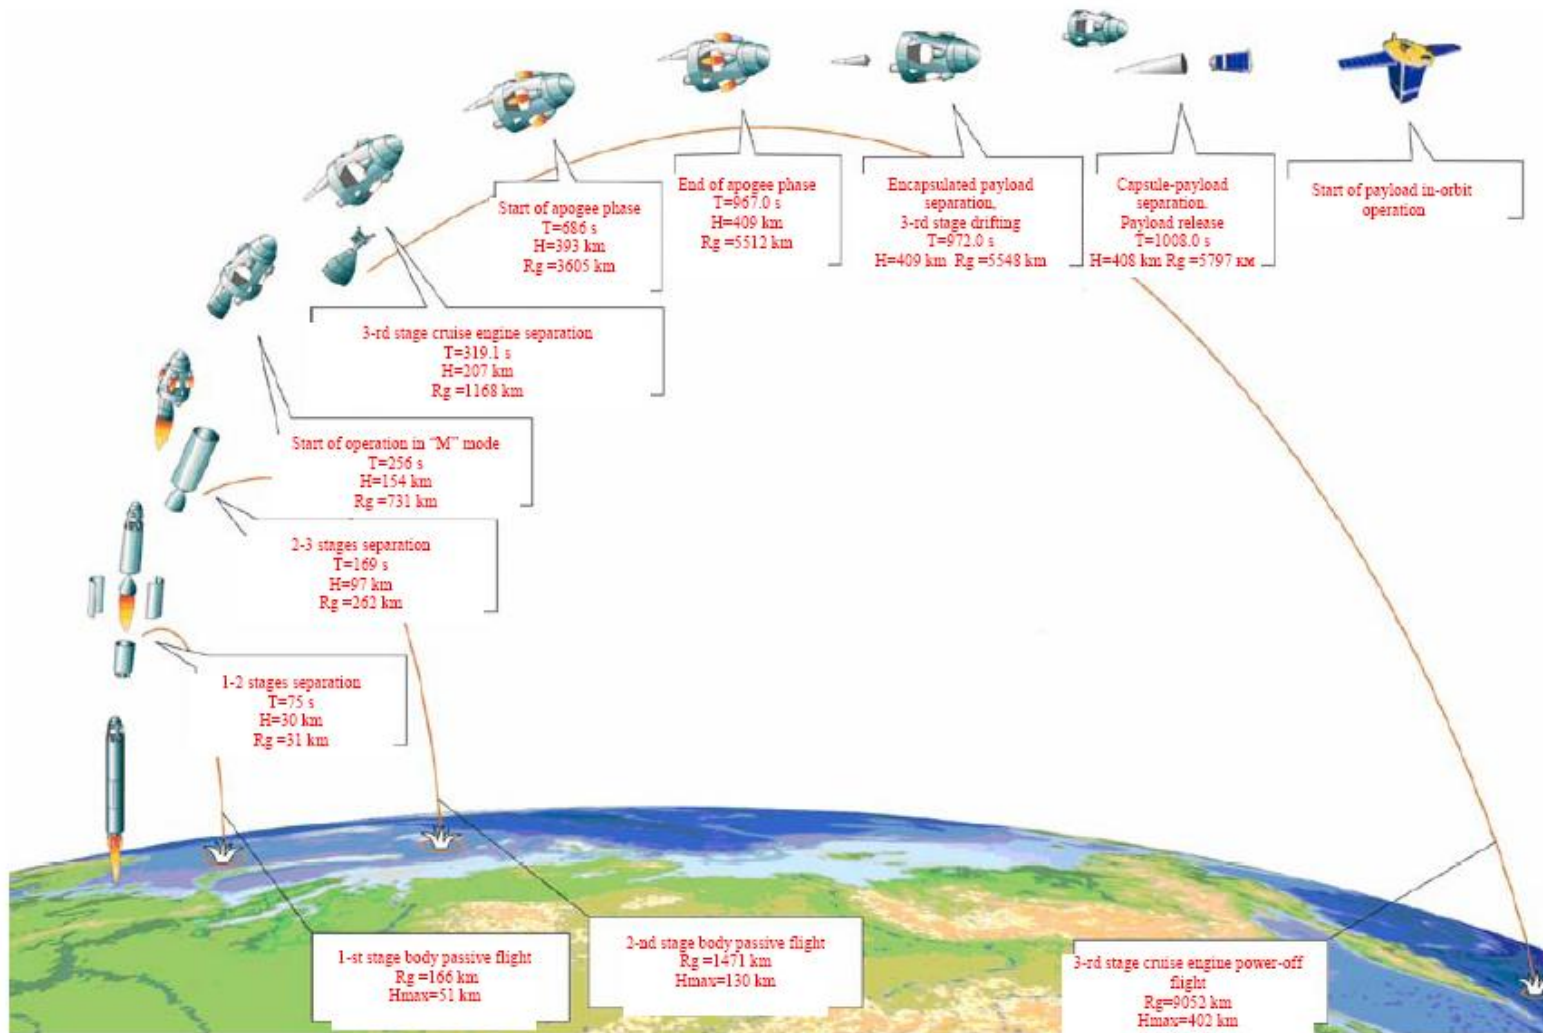 Start of apogee phase
T=686 s
H=393 km
Rg =3605 km
End of apogee phase
T=967.0 s
H=409 km
Rg =5512 km
Encapsulated payload
separation,
3-rd stage drifting
T=972.0 s
H=409 km Rg =5548 km
Capsule-payload
separation,
Payload release
T=1008.0 s
H=408 km Rg =5797 км
Start of payload in-orbit
operation
3-rd stage cruise engine separation
T=319.1 s
H=207 km
Rg =1168 km
Start of operation in “M” mode
T=256 s
H=154 km
Rg =731 km
2-3 stages separation
T=169 s
H=97 km
Rg =262 km
1-2 stages separation
T=75 s
H=30 km
Rg =31 km
1-st stage body passive flight
Rg =166 km
Hmax=51 km
2-nd stage body passive flight
Rg =1471 km
Hmax=130 km
3-rd stage cruise engine power-off
flight
Rg=9052 km
Hmax=402 km